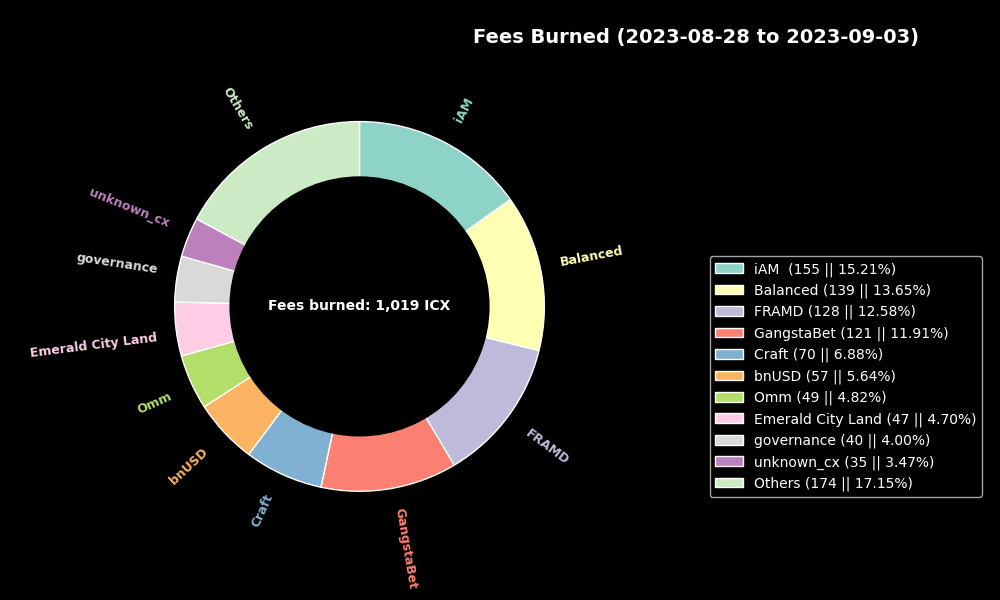 Fees Burned (2023-08-28 to 2023-09-03)
Others
iAM
unknown_cx
governance
Balanced
Fees burned: 1,019 ICX
Emerald City Land
Omm
bnUSD
FRAMD
Craft
GangstaBet
iAM  (155 || 15.21%)
Balanced (139 || 13.65%)
FRAMD (128 || 12.58%)
GangstaBet (121 || 11.91%)
Craft (70 || 6.88%)
bnUSD (57 || 5.64%)
Omm (49 || 4.82%)
Emerald City Land (47 || 4.70%)
governance (40 || 4.00%)
unknown_cx (35 || 3.47%)
Others (174 || 17.15%)